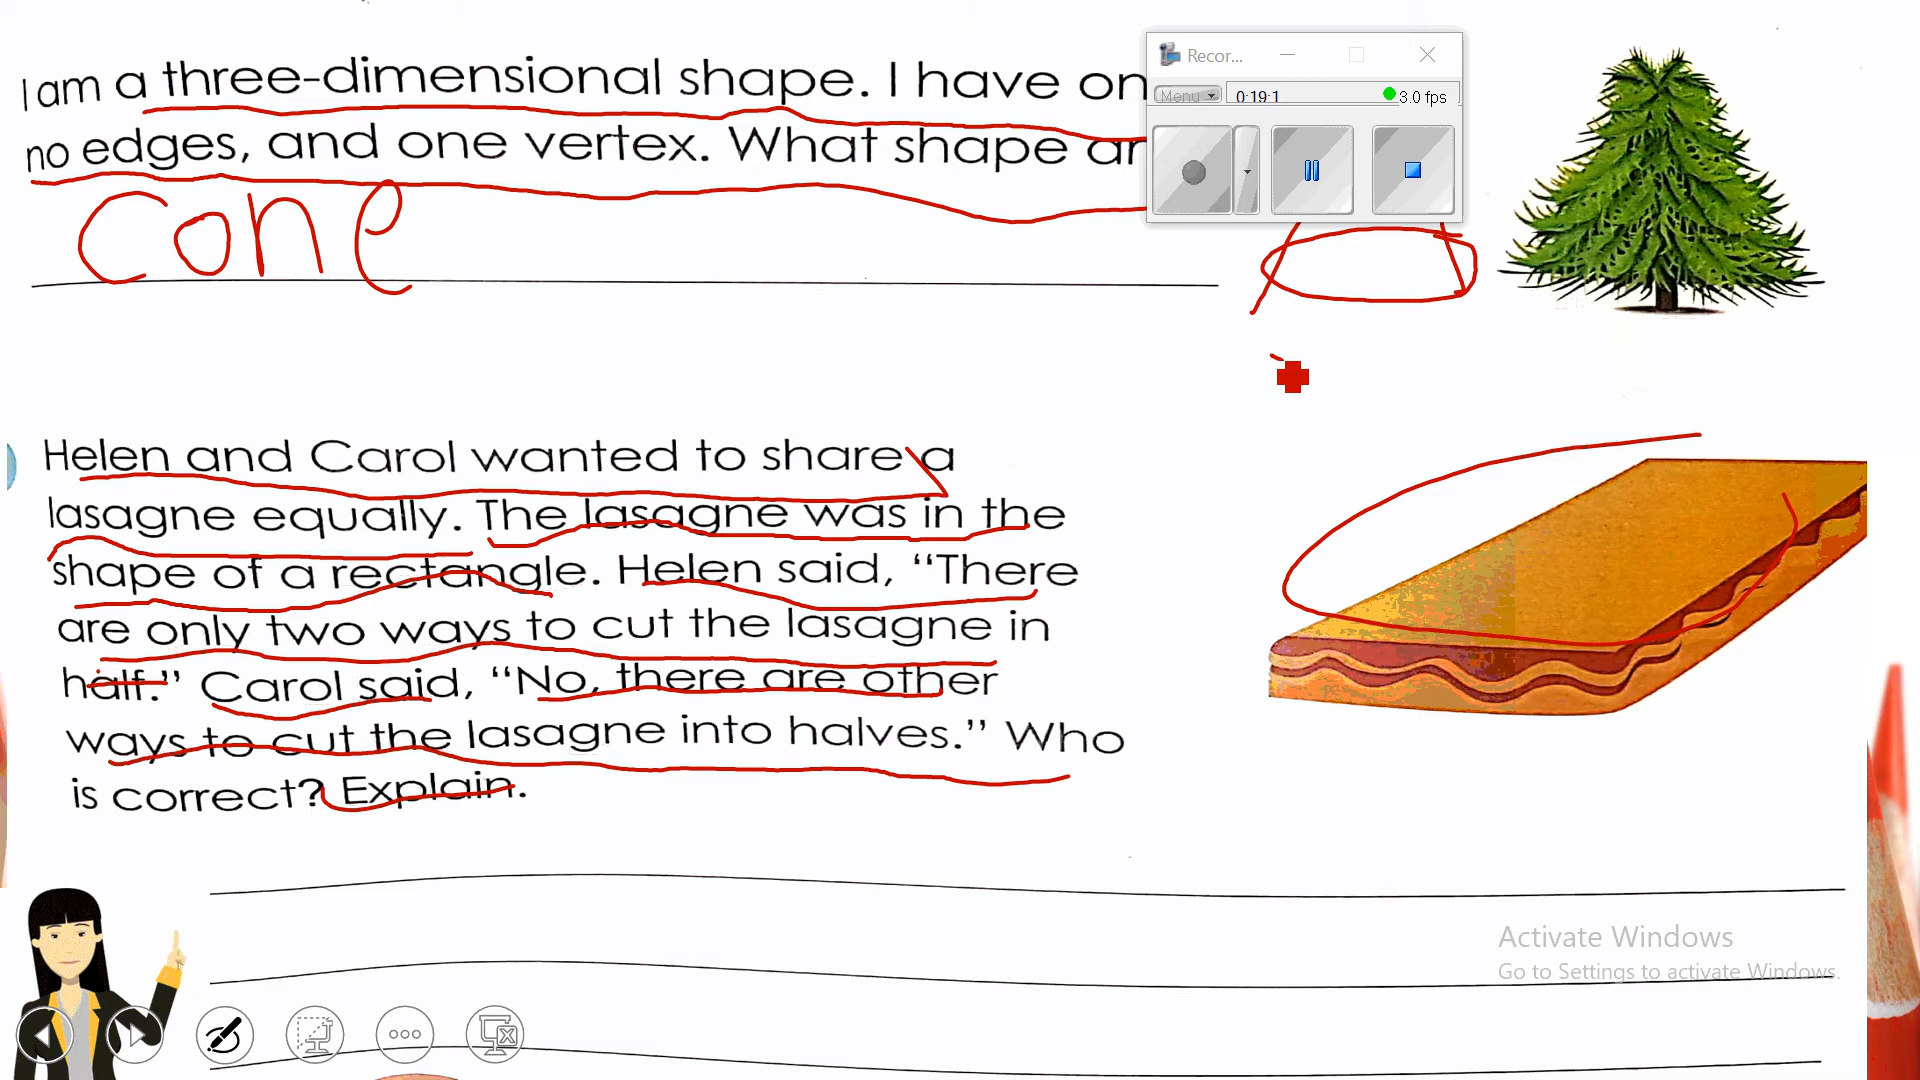 I am a three-dimensional shape. I have on
no edges, and one vertex. What shape
cone
Recor...
Menu
0:19:1
3.0 fps
Helen and Carol wanted to share a
lasagne equally. The lasagne was in the
shape of a rectangle. Helen said, “There
are only two ways to cut the lasagne in
half.” Carol said, “No, there are other
ways to cut the lasagne into halves.” Who
is correct? Explain.
Activate Windows
Go to Settings to activate Windows.